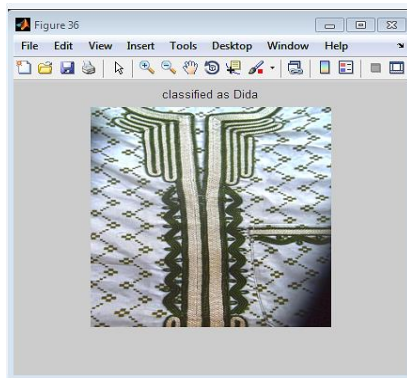 Figure 36
File Edit View Insert Tools Desktop Window Help
classified as Dida